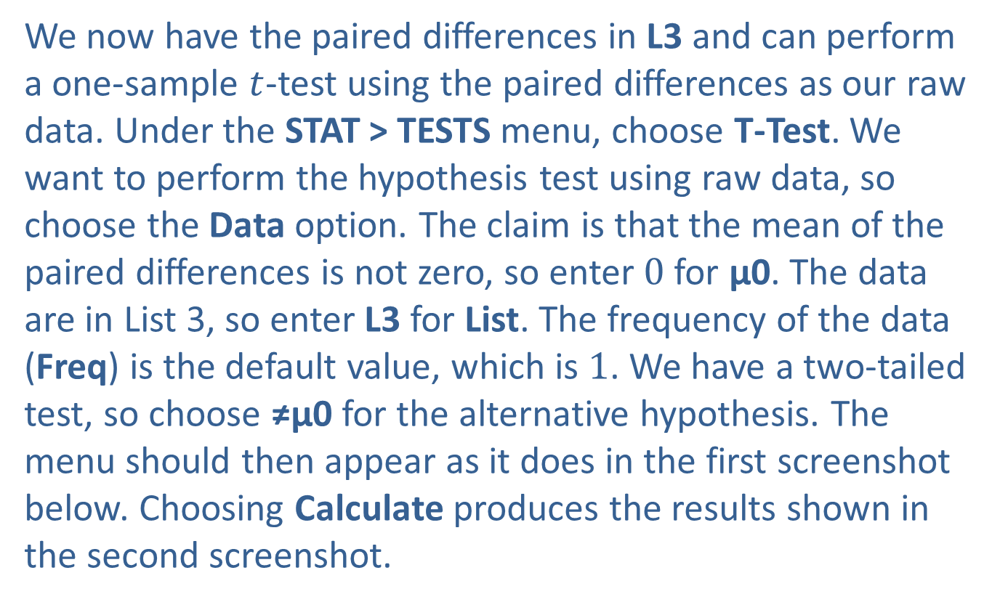 We now have the paired differences in L3 and can perform
a one-sample t-test using the paired differences as our raw
data. Under the STAT > TESTS menu, choose T-Test. We
want to perform the hypothesis test using raw data, so
choose the Data option. The claim is that the mean of the
paired differences is not zero, so enter 0 for μ0. The data
are in List 3, so enter L3 for List. The frequency of the data
(Freq) is the default value, which is 1. We have a two-tailed
test, so choose ≠μ0 for the alternative hypothesis. The
menu should then appear as it does in the first screenshot
below. Choosing Calculate produces the results shown in
the second screenshot.